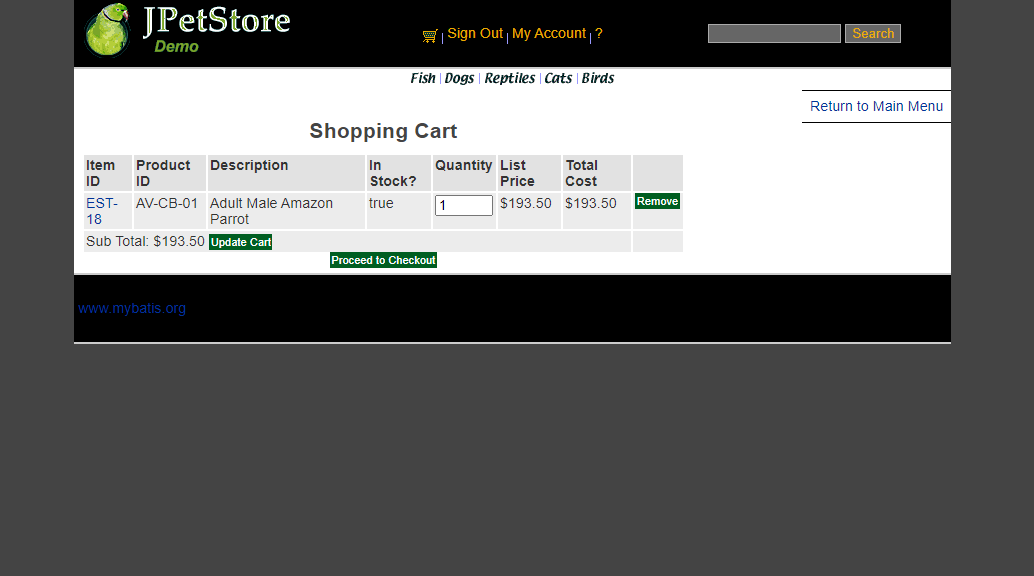 JPetStore
Demo
Sign Out | My Account | ?
Search
Fish | Dogs | Reptiles | Cats | Birds
Return to Main Menu
Shopping Cart
Item ID Product ID Description In Stock? Quantity List Price Total Cost
EST-18 AV-CB-01 Adult Male Amazon Parrot true 1 $193.50 $193.50 Remove
Sub Total: $193.50 Update Cart
Proceed to Checkout
www.mybatis.org